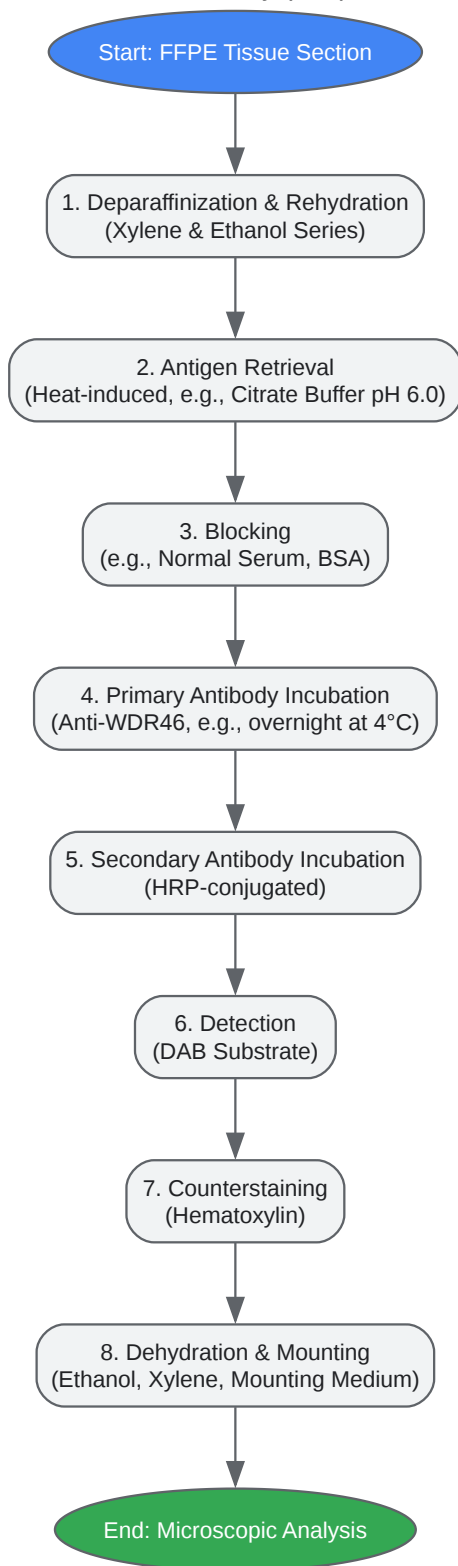 Start: FFPE Tissue Section
1. Deparaffinization & Rehydration
(Xylene & Ethanol Series)
2. Antigen Retrieval
(Heat-induced, e.g., Citrate Buffer pH 6.0)
3. Blocking
(e.g., Normal Serum, BSA)
4. Primary Antibody Incubation
(Anti-WDR46, e.g., overnight at 4°C)
5. Secondary Antibody Incubation
(HRP-conjugated)
6. Detection
(DAB Substrate)
7. Counterstaining
(Hematoxylin)
8. Dehydration & Mounting
(Ethanol, Xylene, Mounting Medium)
End: Microscopic Analysis